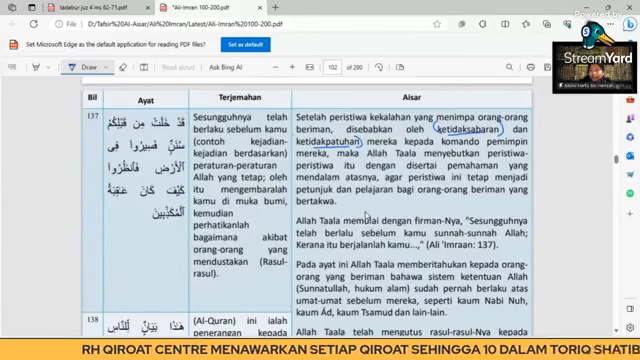 tadabur juz 4 ms 62-71.pdf
*Ali-Imran 100-200.pdf
Powered by
StreamYard
D:/Tafsir%20Al-Aisar/Ali%20Imran/Latest/Ali-Imran%20100-200.pdf
Set Microsoft Edge as the default application for reading PDF files?
Set as default
Draw
Ask Bing AI
102
of 290
Bil
Ayat
Terjemahan
Aisar
137
قَدْ خَلَتْ مِن قَبْلِكُمْ
سُنَنٌ فَسِيرُوا۟ فِى
ٱلْأَرْضِ فَٱنظُرُوا۟
كَيْفَ كَانَ عَـٰقِبَةُ
ٱلْمُكَذِّبِينَ
Sesungguhnya telah
berlaku sebelum kamu
(contoh kejadian-
kejadian berdasarkan)
peraturan-peraturan
Allah yang tetap; oleh
itu mengembaralah
kamu di muka bumi,
kemudian
perhatikanlah
bagaimana akibat
orang-orang yang
mendustakan (Rasul-
rasul).
Setelah peristiwa kekalahan yang menimpa orang-orang
beriman, disebabkan oleh ketidaksabaran dan
ketidakpatuhan mereka kepada komando pemimpin
mereka, maka Allah Taala menyebutkan peristiwa-
peristiwa itu dengan disertai pemahaman yang
mendalam atasnya, agar peristiwa ini tetap menjadi
petunjuk dan pelajaran bagi orang-orang beriman yang
bertakwa.
Allah Taala memulai dengan firman-Nya, "Sesungguhnya
telah berlalu sebelum kamu sunnah-sunnah Allah;
Kerana itu berjalanlah kamu...," (Ali 'Imraan: 137).
Pada ayat ini Allah Taala memberitahukan kepada orang-
orang yang beriman bahawa sistem ketentuan Allah
(Sunnatullah, hukum alam) sudah pernah berlaku atas
umat-umat sebelum mereka, seperti kaum Nabi Nuh,
kaum Ád, kaum Tsamud dan lain-lain.
138
هَـٰذَا بَيَانٌ لِّلنَّاسِ
(Al-Quran) ini ialah
penerangan kepada
Allah Taala telah mengutus rasul-rasul-Nya kepada
RH QIROAT CENTRE MENAWARKAN SETIAP QIROAT SEHINGGA 10 DALAM TORIQ SHATIB